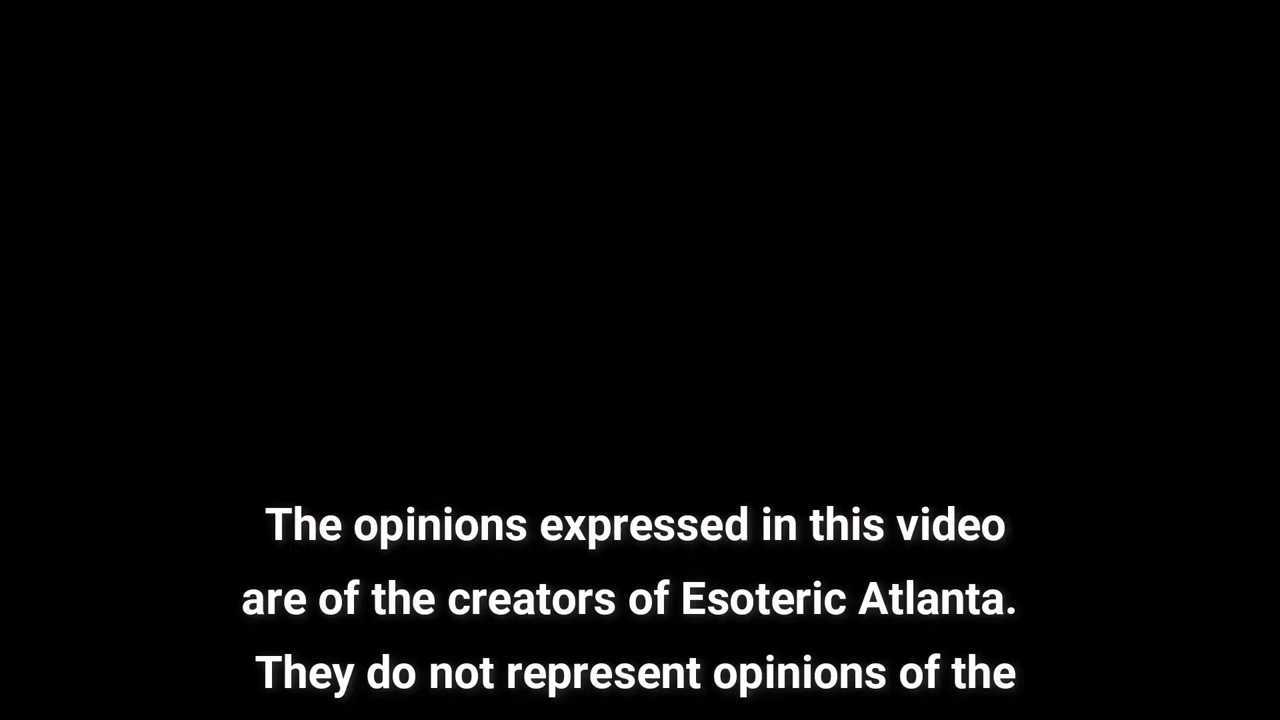 The opinions expressed in this video
are of the creators of Esoteric Atlanta.
They do not represent opinions of the